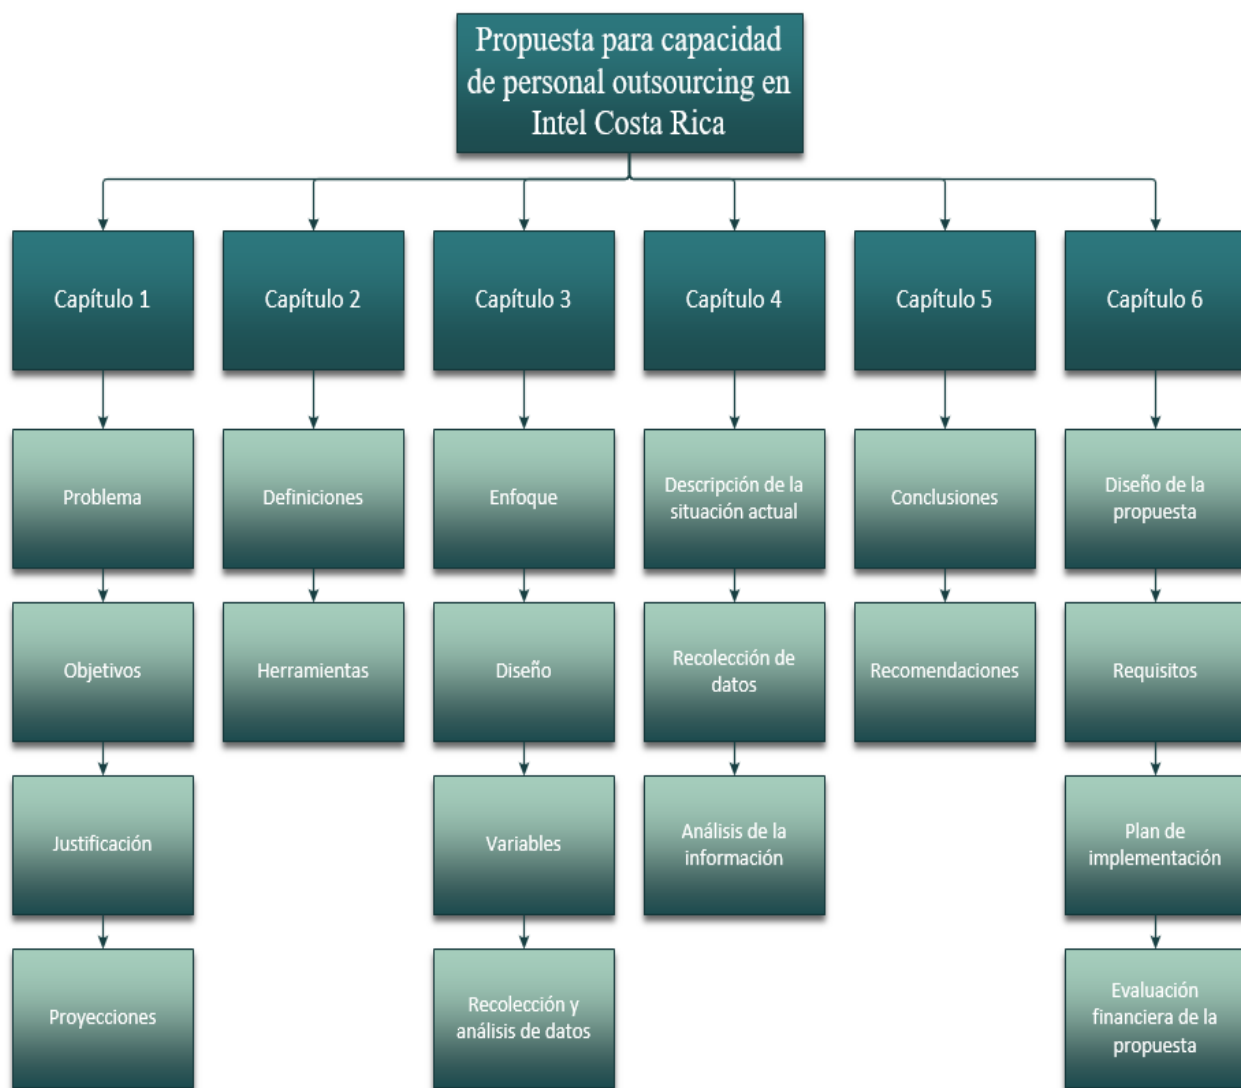 Propuesta para capacidad
de personal outsourcing en
Intel Costa Rica
Capítulo 1
Capítulo 2
Capítulo 3
Capítulo 4
Capítulo 5
Capítulo 6
Problema
Definiciones
Enfoque
Descripción de la
situación actual
Conclusiones
Diseño de la
propuesta
Objetivos
Herramientas
Diseño
Recolección de
datos
Recomendaciones
Requisitos
Justificación
Variables
Análisis de la
información
Plan de
implementación
Proyecciones
Recolección y
análisis de datos
Evaluación
financiera de la
propuesta